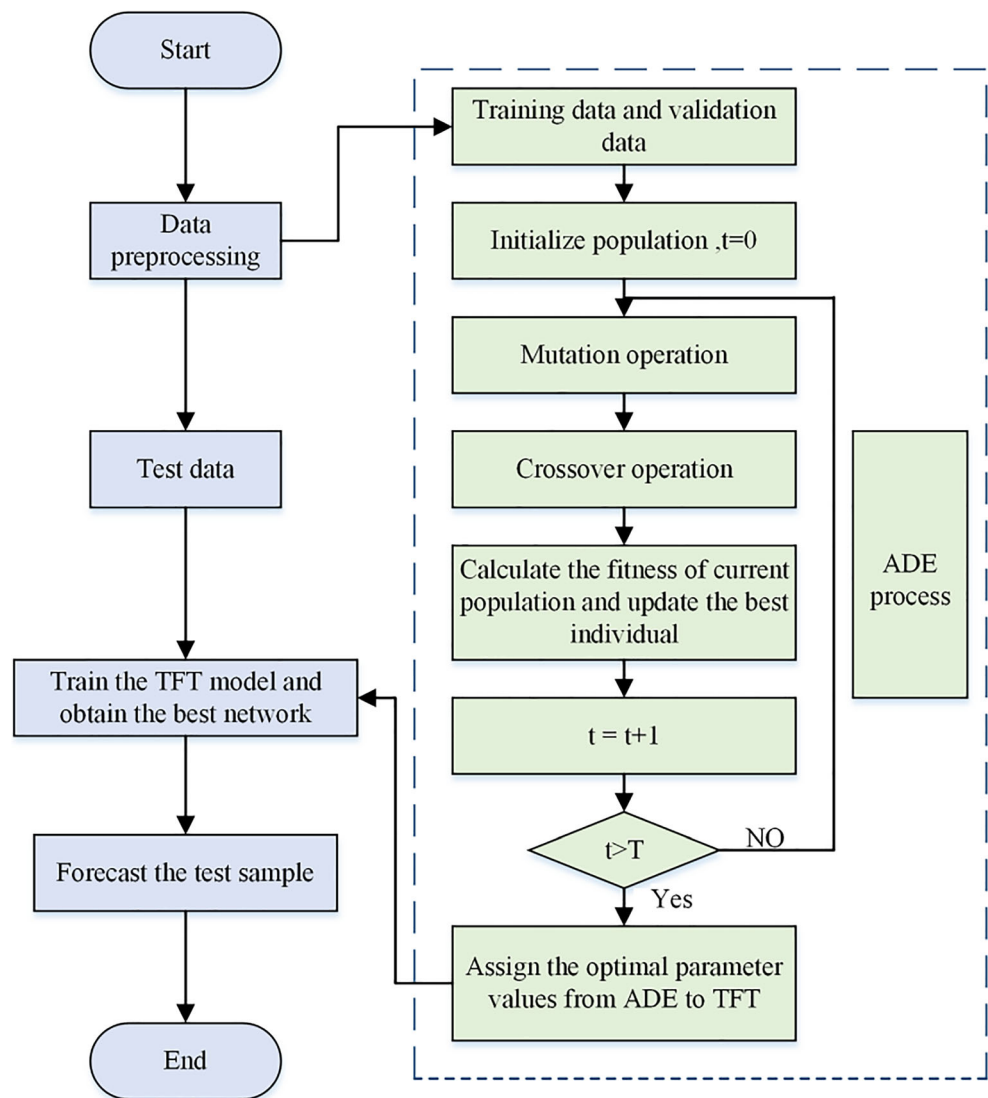 Start
Data
preprocessing
Test data
Train the TFT model and
obtain the best network
Forecast the test sample
End
Training data and validation
data
Initialize population ,t=0
Mutation operation
Crossover operation
Calculate the fitness of current
population and update the best
individual
t = t+1
t>T
NO
Yes
Assign the optimal parameter
values from ADE to TFT
ADE
process